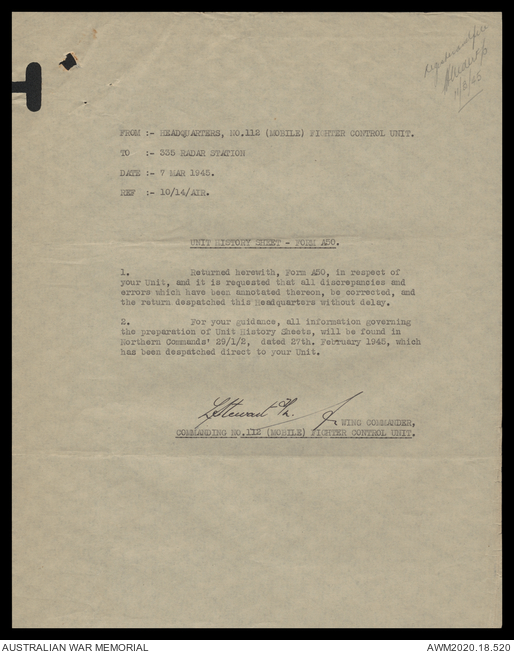 11/3/45
FROM :- HEADQUARTERS, NO.112 (MOBILE) FIGHTER CONTROL UNIT.
TO :- 335 RADAR STATION
DATE :- 7 MAR 1945.
REF :- 10/14/AIR.
UNIT HISTORY SHEET - FORM A50.
1. Returned herewith, Form A50, in respect of
your Unit, and it is requested that all discrepancies and
errors which have been annotated thereon, be corrected, and
the return despatched this Headquarters without delay.
2. For your guidance, all information governing
the preparation of Unit History Sheets, will be found in
Northern Commands' 29/1/2, dated 27th. February 1945, which
has been despatched direct to your Unit.
Stewart F/L. for
WING COMMANDER,
COMMANDING NO.112 (MOBILE) FIGHTER CONTROL UNIT.
AUSTRALIAN WAR MEMORIAL
AWM2020.18.520